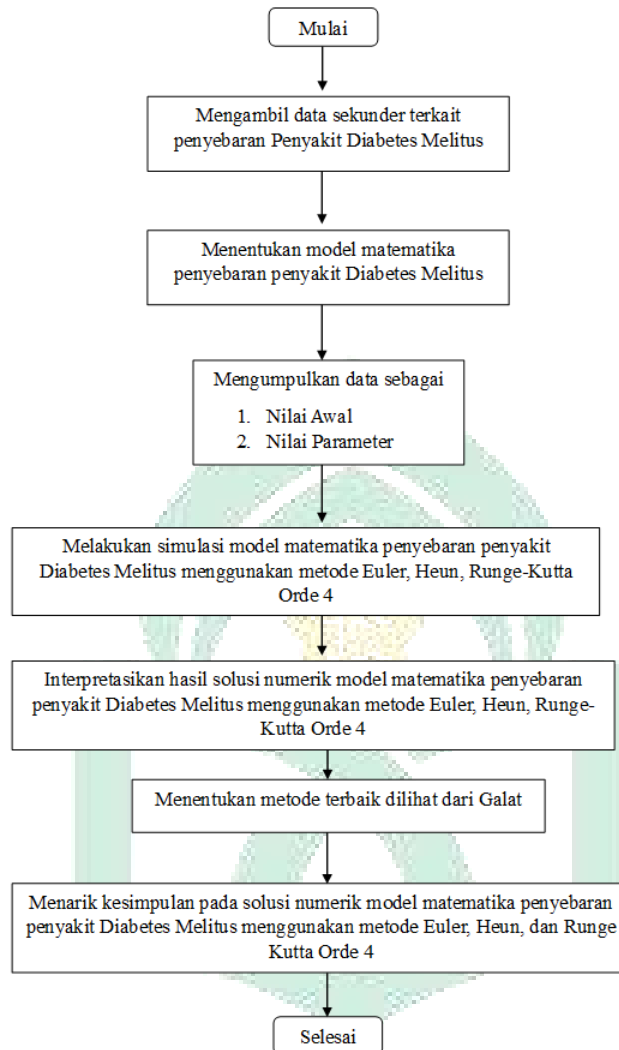 Mulai
Mengambil data sekunder terkait
penyebaran Penyakit Diabetes Melitus
Menentukan model matematika
penyebaran penyakit Diabetes Melitus
Mengumpulkan data sebagai
1. Nilai Awal
2. Nilai Parameter
Melakukan simulasi model matematika penyebaran penyakit
Diabetes Melitus menggunakan metode Euler, Heun, Runge-Kutta
Orde 4
Interpretasikan hasil solusi numerik model matematika penyebaran
penyakit Diabetes Melitus menggunakan metode Euler, Heun, Runge-
Kutta Orde 4
Menentukan metode terbaik dilihat dari Galat
Menarik kesimpulan pada solusi numerik model matematika penyebaran
penyakit Diabetes Melitus menggunakan metode Euler, Heun, dan Runge
Kutta Orde 4
Selesai